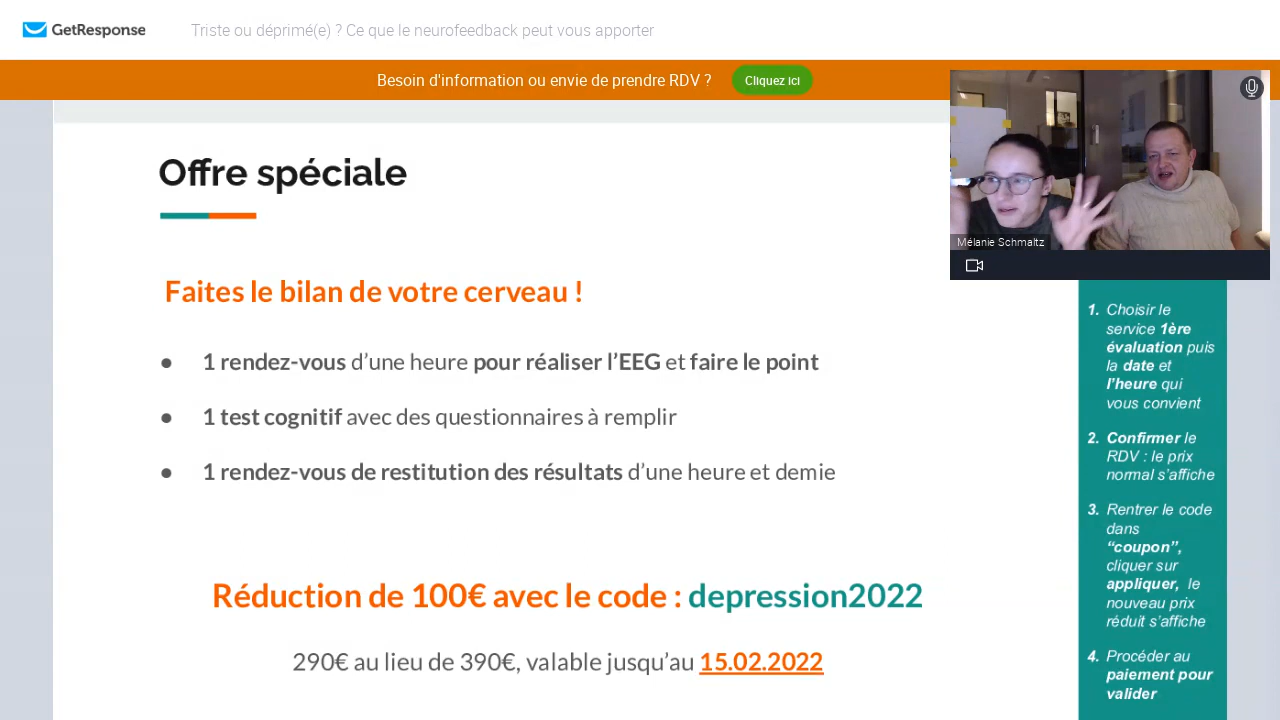 GetResponse
Triste ou déprimé(e) ? Ce que le neurofeedback peut vous apporter
Besoin d'information ou envie de prendre RDV ?
Cliquez ici
Mélanie Schmaltz
Offre spéciale
Faites le bilan de votre cerveau !
● 1 rendez-vous d’une heure pour réaliser l’EEG et faire le point
● 1 test cognitif avec des questionnaires à remplir
● 1 rendez-vous de restitution des résultats d’une heure et demie
Réduction de 100€ avec le code : depression2022
290€ au lieu de 390€, valable jusqu’au 15.02.2022
1. Choisir le
service 1ère
évaluation puis
la date et
l’heure qui
vous convient
2. Confirmer le
RDV : le prix
normal s’affiche
3. Rentrer le code
dans
“coupon”,
cliquer sur
appliquer, le
nouveau prix
réduit s’affiche
4. Procéder au
paiement pour
valider